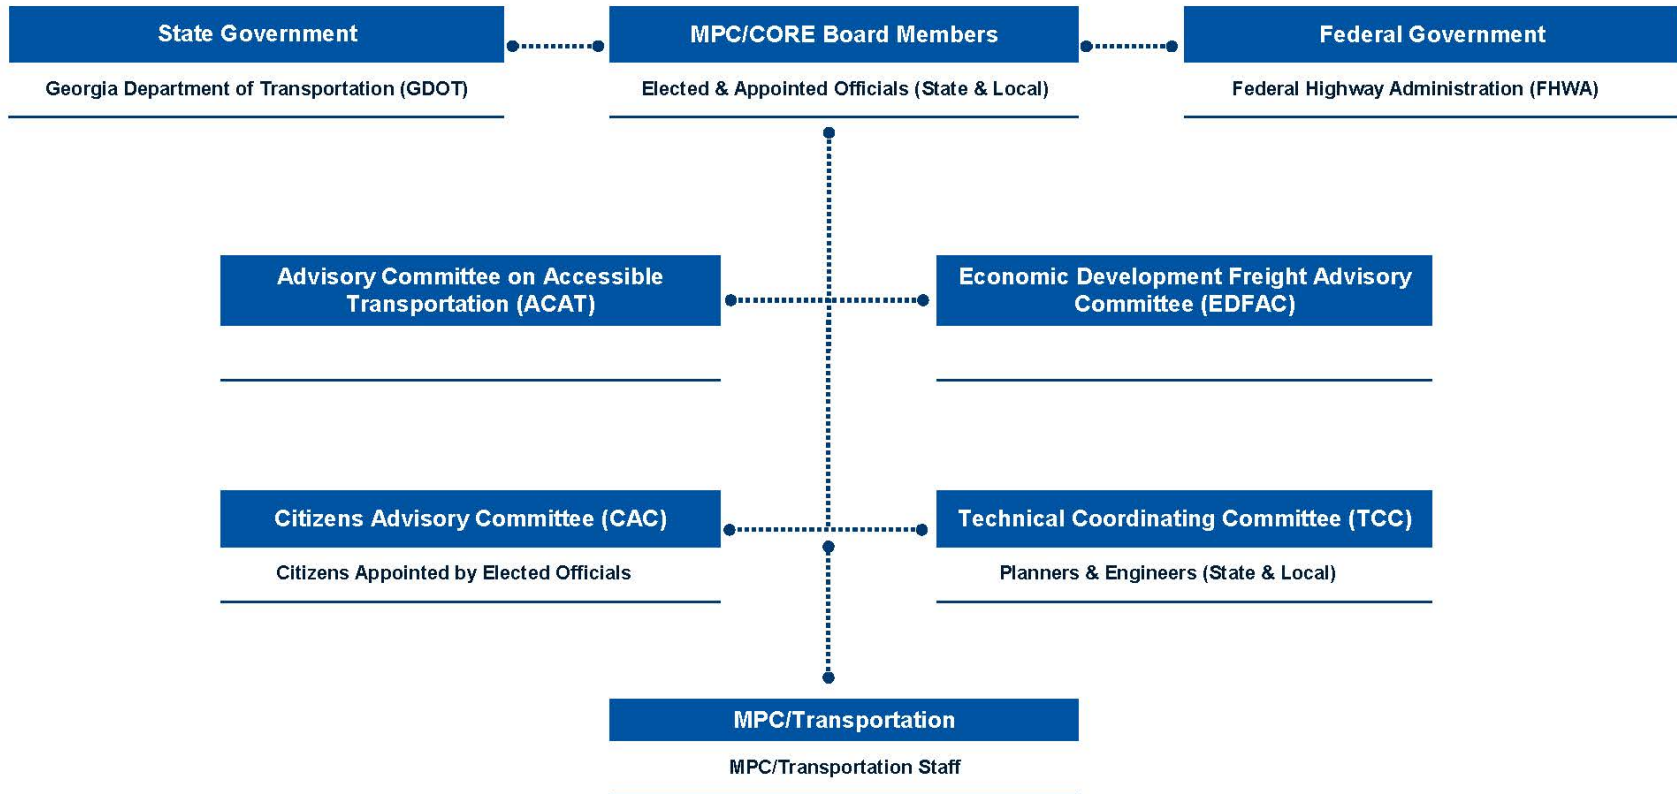 State Government
MPC/CORE Board Members
Federal Government
Georgia Department of Transportation (GDOT)
Elected & Appointed Officials (State & Local)
Federal Highway Administration (FHWA)
Advisory Committee on Accessible
Transportation (ACAT)
Economic Development Freight Advisory
Committee (EDFAC)
Citizens Advisory Committee (CAC)
Technical Coordinating Committee (TCC)
Citizens Appointed by Elected Officials
Planners & Engineers (State & Local)
MPC/Transportation
MPC/Transportation Staff